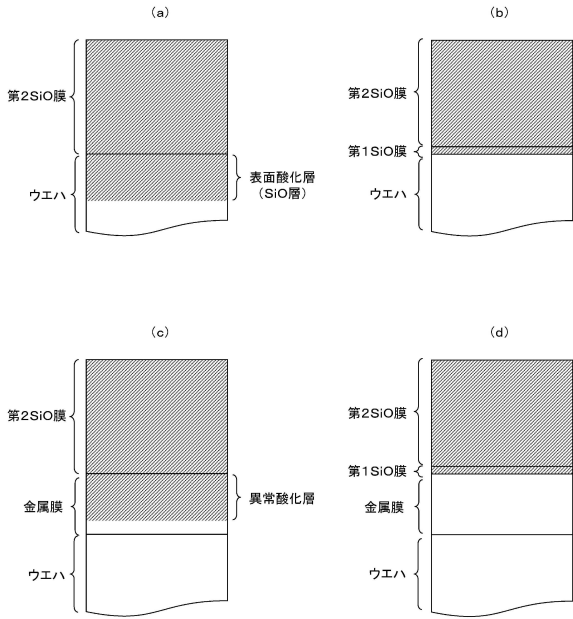 (a)
第2SiO膜
ウエハ
表面酸化層
(SiO層)
(b)
第2SiO膜
第1SiO膜
ウエハ
(c)
第2SiO膜
金属膜
ウエハ
異常酸化層
(d)
第2SiO膜
第1SiO膜
金属膜
ウエハ